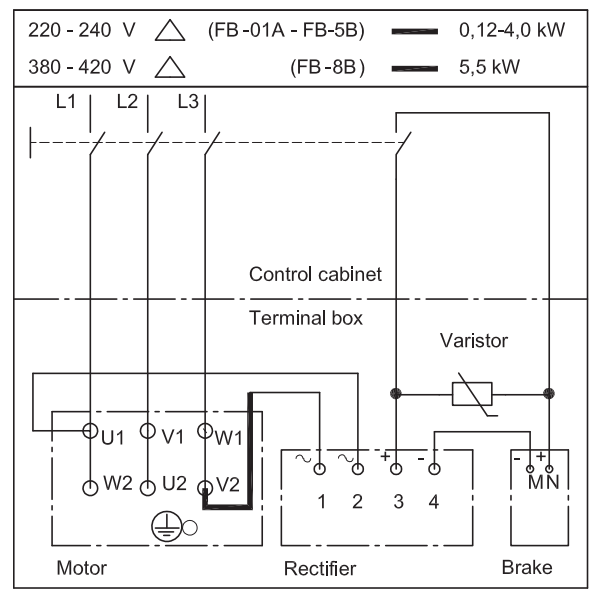 220 - 240 V (FB-01A - FB-5B) 0,12-4,0 kW
380 - 420 V (FB-8B) 5,5 kW
L1 L2 L3
Control cabinet
Terminal box
Varistor
U1 V1 W1
W2 U2 V2
~ ~ + - - +
1 2 3 4
M N
Motor Rectifier Brake